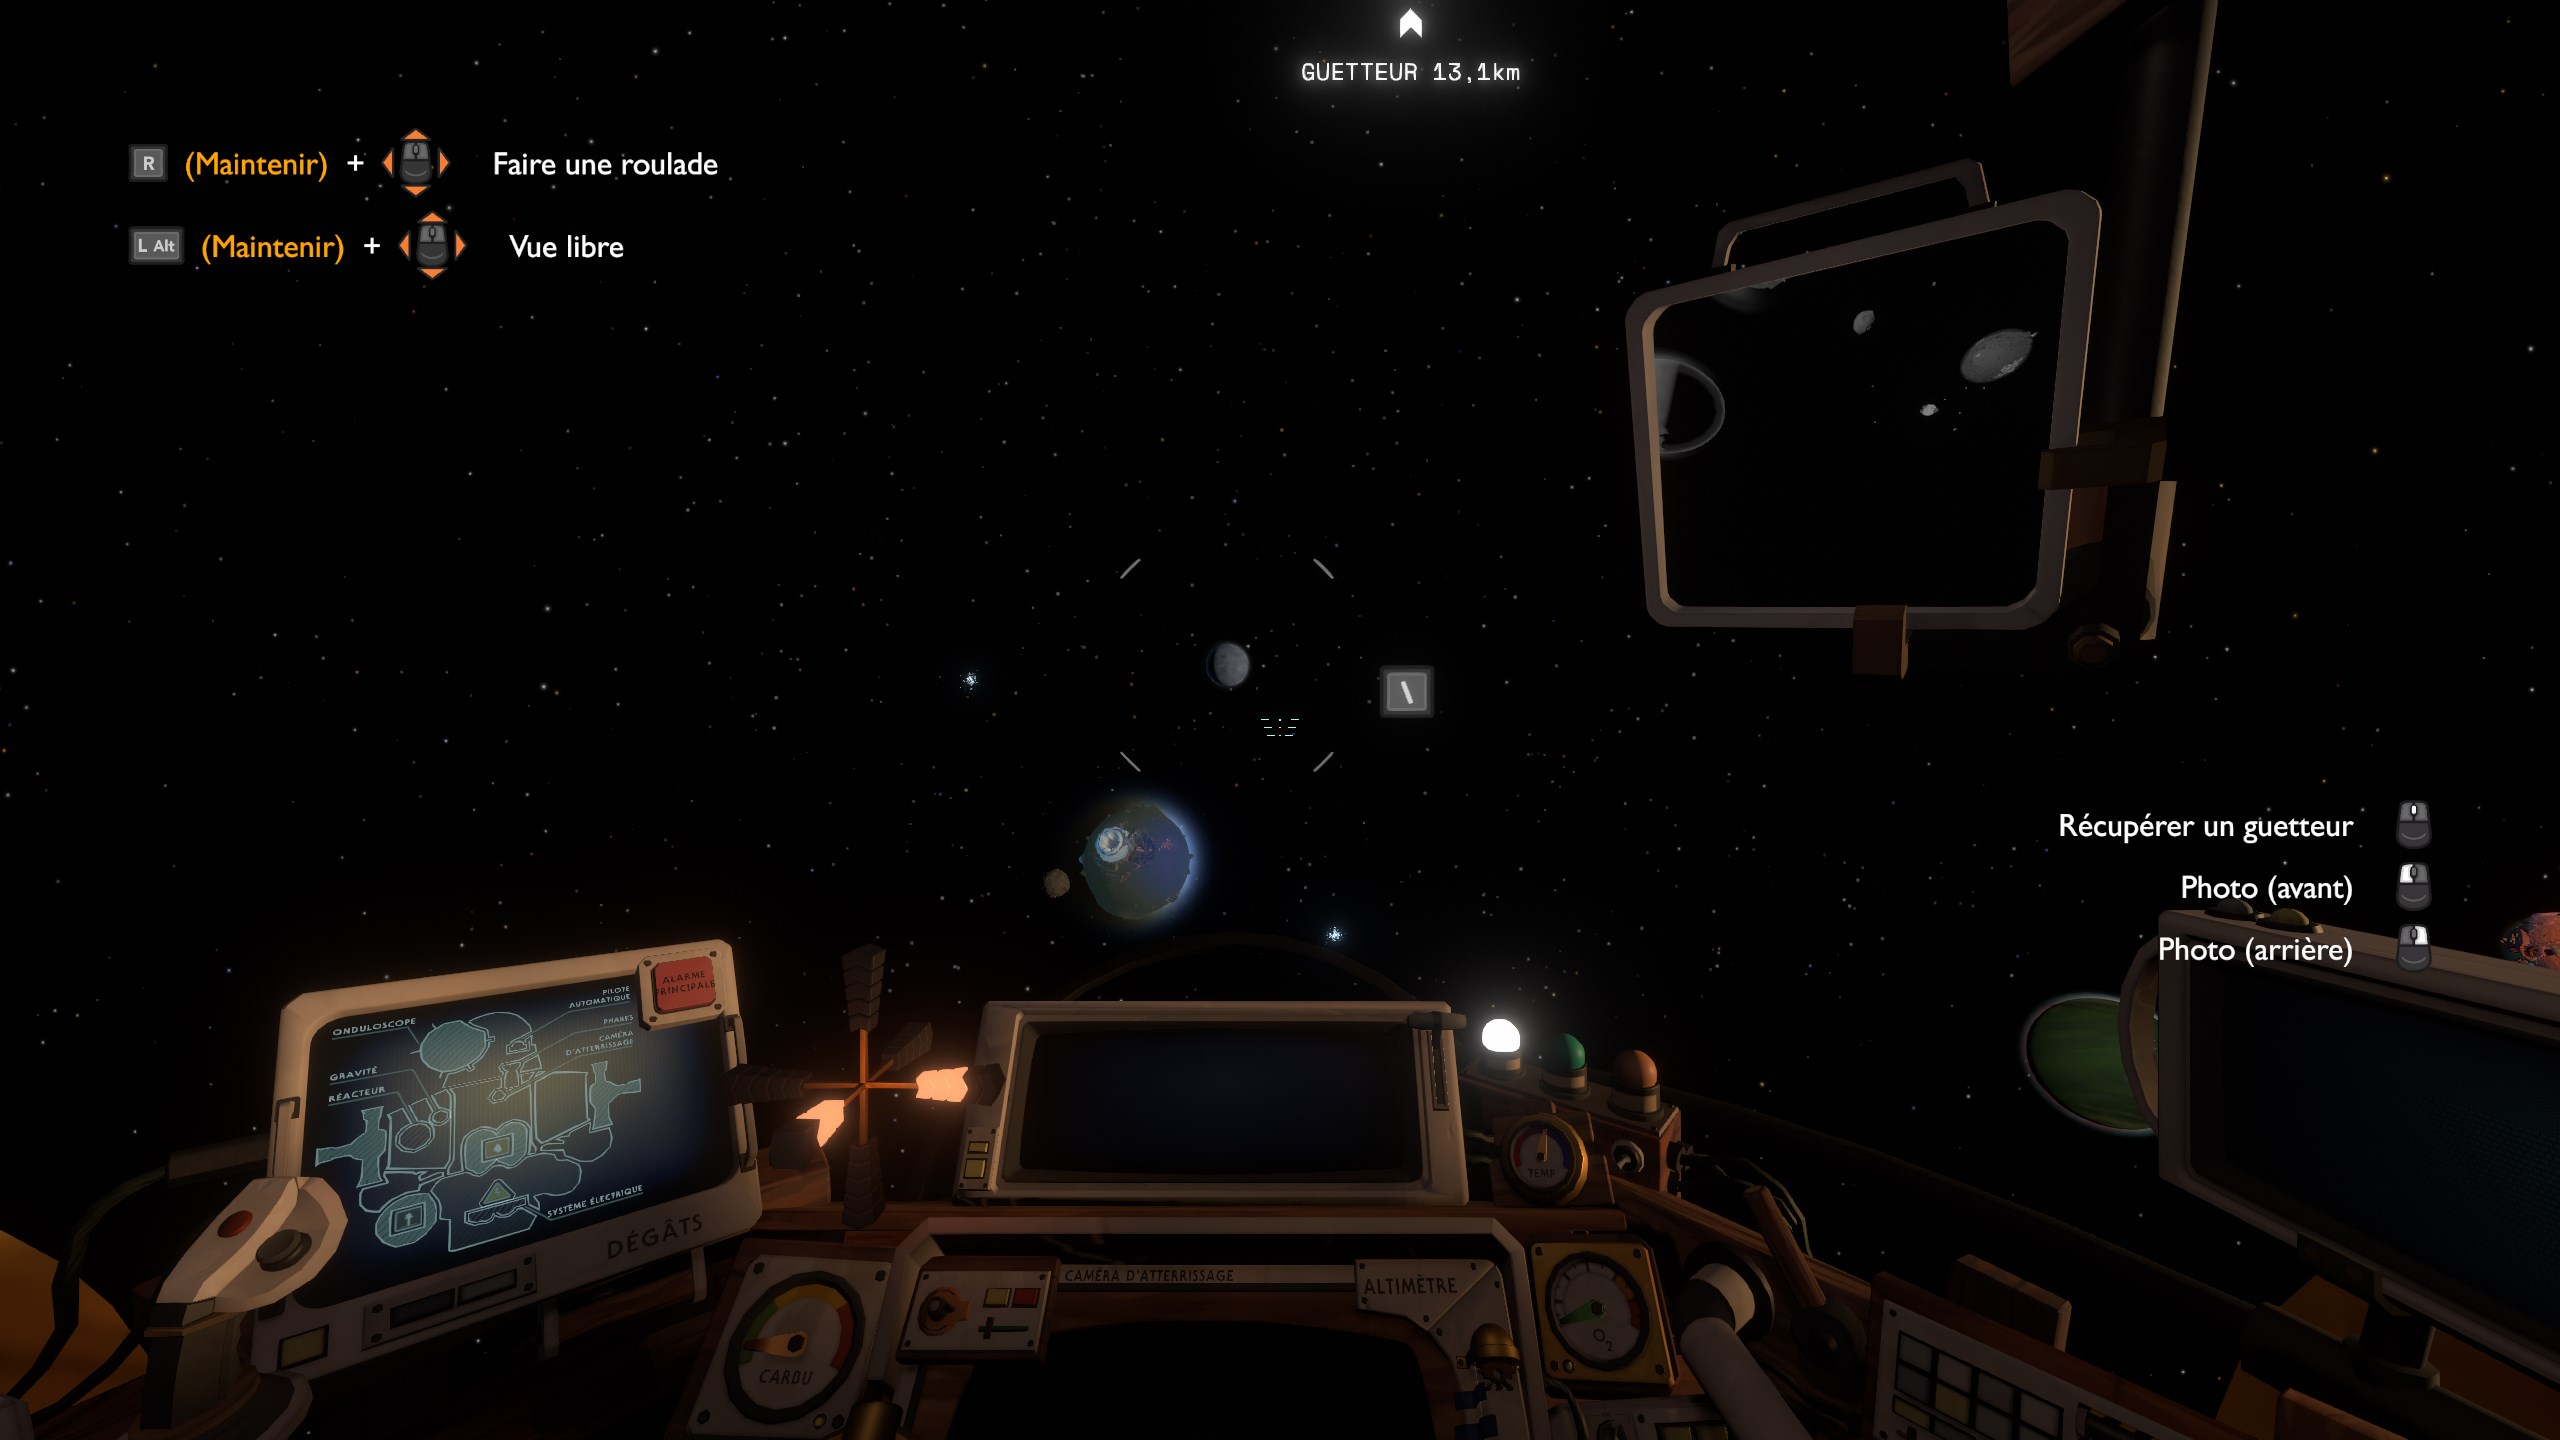 GUETTEUR 13,1km
R (Maintenir) + Faire une roulade
L Alt (Maintenir) + Vue libre
\
Récupérer un guetteur
Photo (avant)
Photo (arrière)
ALARME
PRINCIPALE
PILOTE
AUTOMATIQUE
ONDULOSCOPE
PHARES
CAMÉRA
D'ATTERRISSAGE
GRAVITÉ
RÉACTEUR
SYSTÈME ÉLECTRIQUE
DÉGÂTS
TEMP
CAMÉRA D'ATTERRISSAGE
ALTIMÈTRE
O2
CARBU